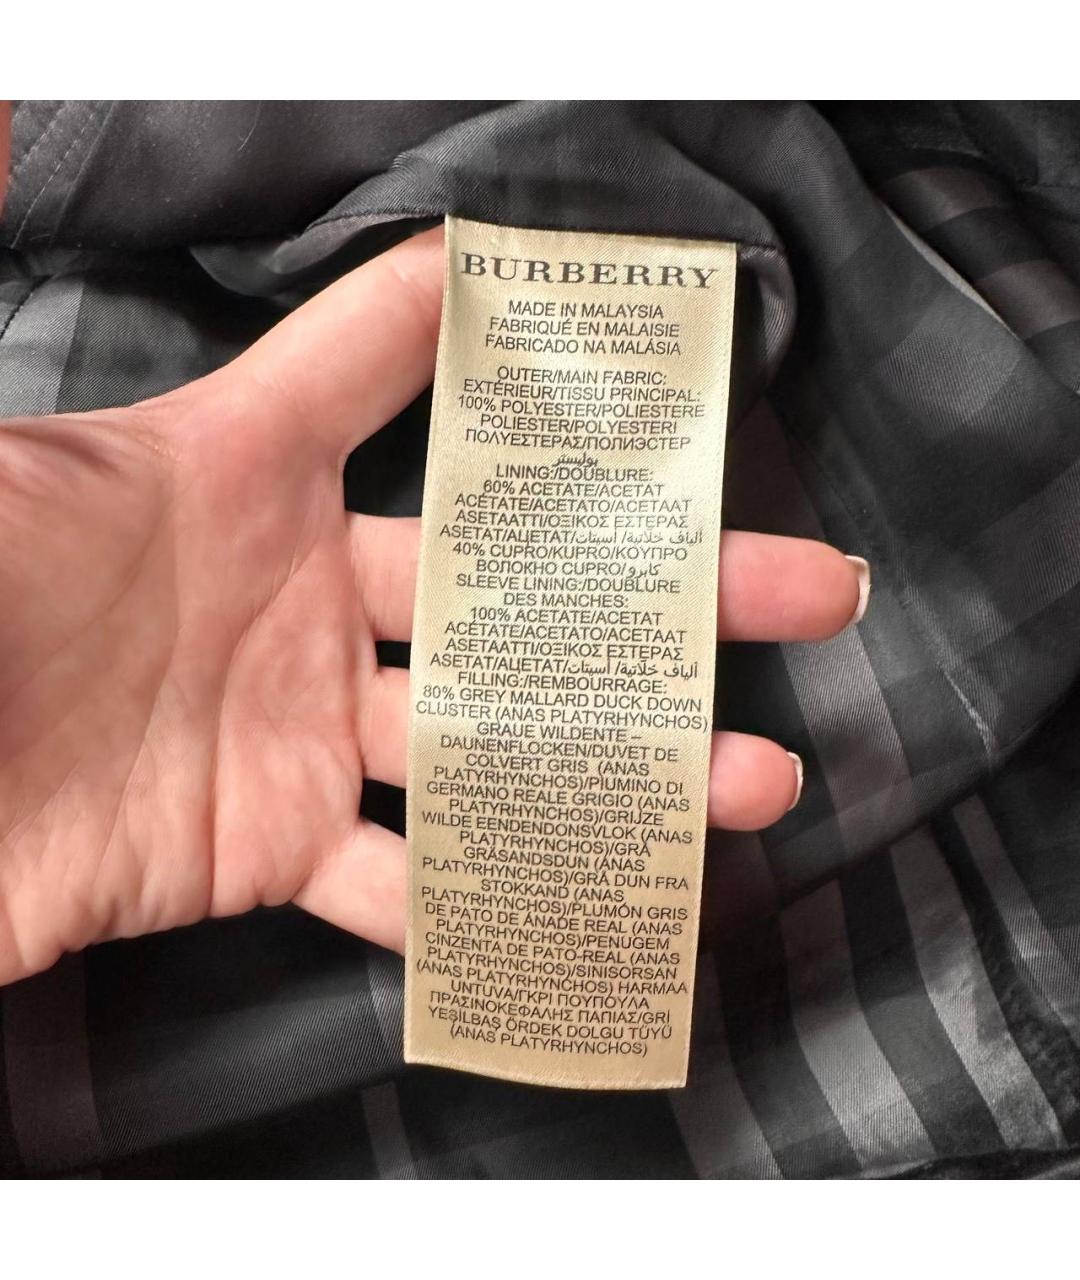 BURBERRY
MADE IN MALAYSIA
FABRIQUÉ EN MALAISIE
FABRICADO NA MALÁSIA
OUTER/MAIN FABRIC:
EXTÉRIEUR/TISSU PRINCIPAL:
100% POLYESTER/POLIESTERE
POLIESTER/POLYESTERI
ΠΟΛΥΕΣΤΕΡΑΣ/ПОЛИЭСТЕР
بوليستر
LINING:/DOUBLURE:
60% ACETATE/ACETAT
ACÉTATE/ACETATO/ACETAAT
ASETAATTI/ΟΞΙΚΟΣ ΕΣΤΕΡΑΣ
ASETAT/АЦЕТАТ/ألياف خلاتية/ أسيتات
40% CUPRO/KUPRO/ΚΟΥΠΡΟ
ВОЛОКНО CUPRO/كابرو
SLEEVE LINING:/DOUBLURE
DES MANCHES:
100% ACETATE/ACETAT
ACÉTATE/ACETATO/ACETAAT
ASETAATTI/ΟΞΙΚΟΣ ΕΣΤΕΡΑΣ
ASETAT/АЦЕТАТ/ألياف خلاتية/ أسيتات
FILLING:/REMBOURRAGE:
80% GREY MALLARD DUCK DOWN
CLUSTER (ANAS PLATYRHYNCHOS)
GRAUE WILDENTE –
DAUNENFLOCKEN/DUVET DE
COLVERT GRIS (ANAS
PLATYRHYNCHOS)/PIUMINO DI
GERMANO REALE GRIGIO (ANAS
PLATYRHYNCHOS)/GRIJZE
WILDE EENDENDONSVLOK (ANAS
PLATYRHYNCHOS)/GRÅ
GRÄSANDSDUN (ANAS
PLATYRHYNCHOS)/GRÅ DUN FRA
STOKKAND (ANAS
PLATYRHYNCHOS)/PLUMÓN GRIS
DE PATO DE ÁNADE REAL (ANAS
PLATYRHYNCHOS)/PENUGEM
CINZENTA DE PATO-REAL (ANAS
PLATYRHYNCHOS)/SINISORSAN
(ANAS PLATYRHYNCHOS) HARMAA
UNTUVA/ΓΚΡΙ ΠΟΥΠΟΥΛΑ
ΠΡΑΣΙΝΟΚΕΦΑΛΗΣ ΠΑΠΙΑΣ/GRİ
YEŞİLBAŞ ÖRDEK DOLGU TÜYÜ
(ANAS PLATYRHYNCHOS)